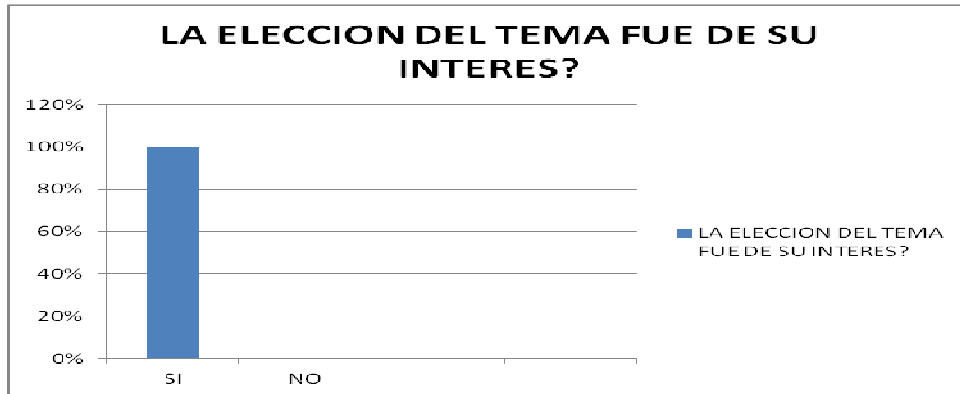 LA ELECCION DEL TEMA FUE DE SU
INTERES?
120%
100%
80%
60%
40%
20%
0%
SI NO
LA ELECCION DEL TEMA
FUE DE SU INTERES?